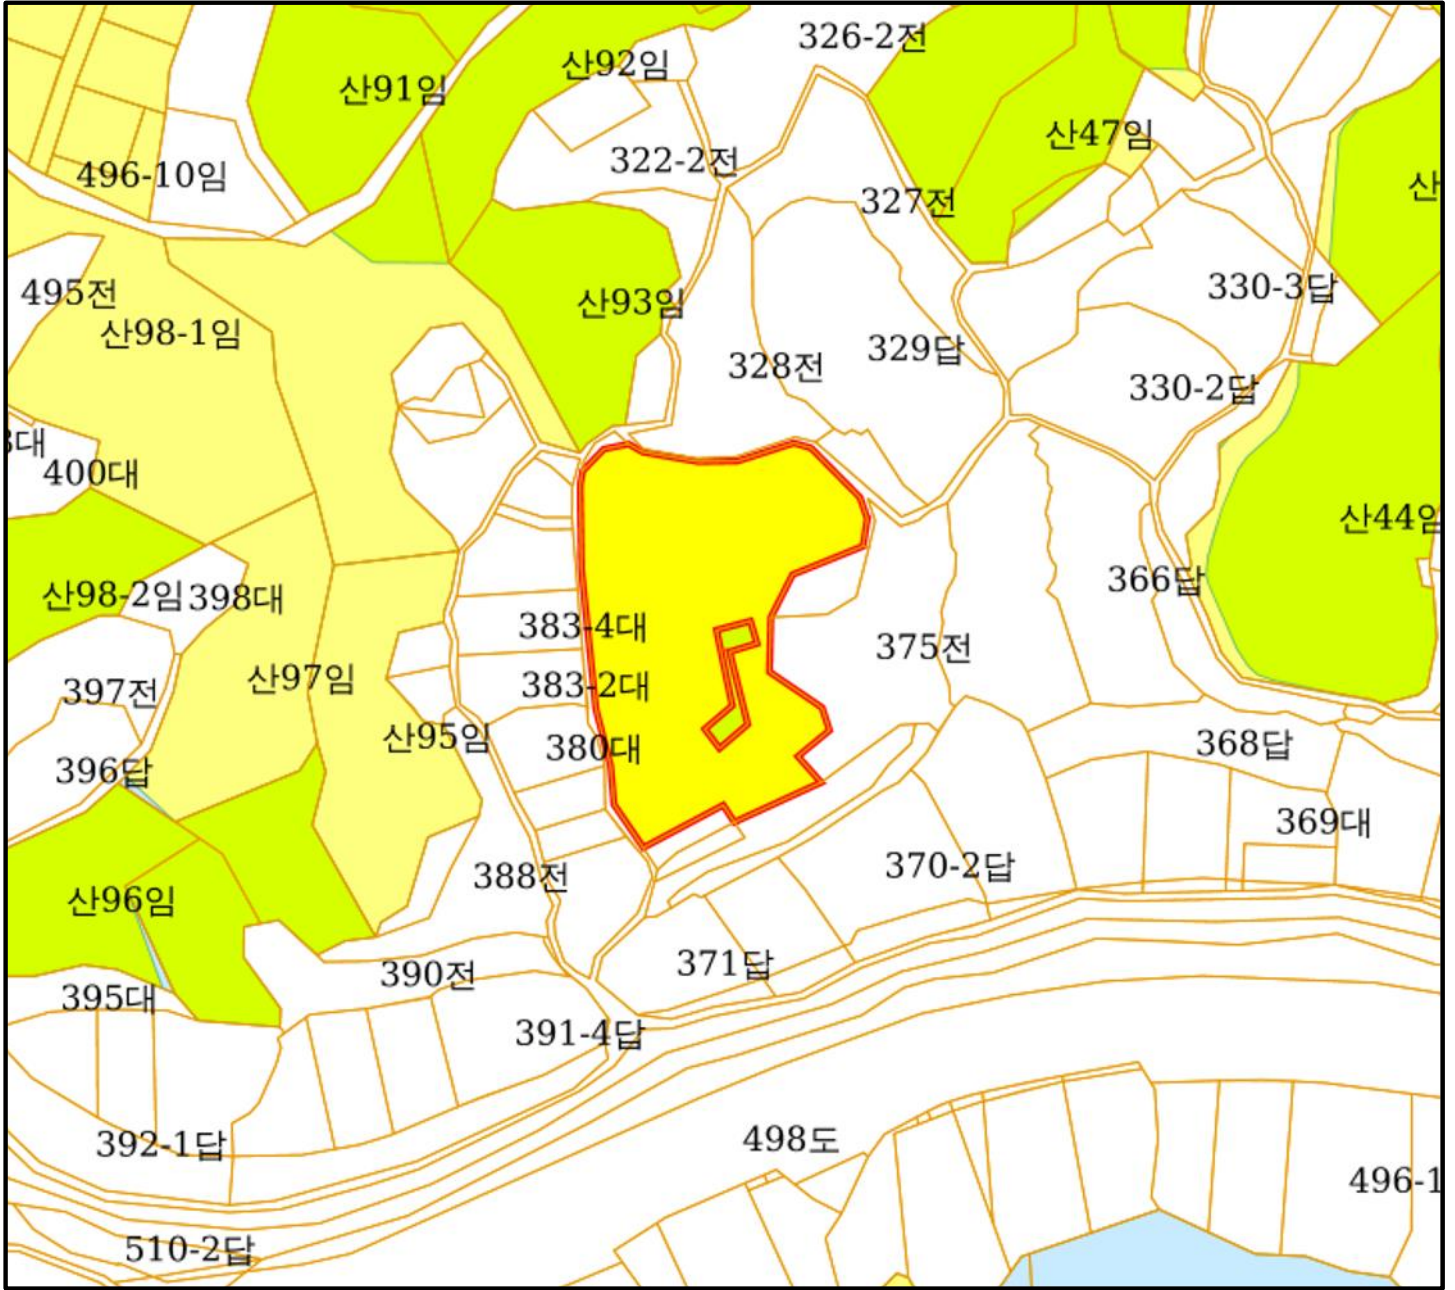 326-2전
산92임
산91임
산47임
322-2전
496-10임
산
327전
330-3답
495전
산93임
산98-1임
329답
328전
330-2답
대
400대
산44임
366답
산98-2임
398대
383-4대
375전
산97임
383-2대
397전
산95임
380대
368답
396답
369대
370-2답
388전
산96임
371답
390전
395대
391-4답
498도
392-1답
496-1
510-2답